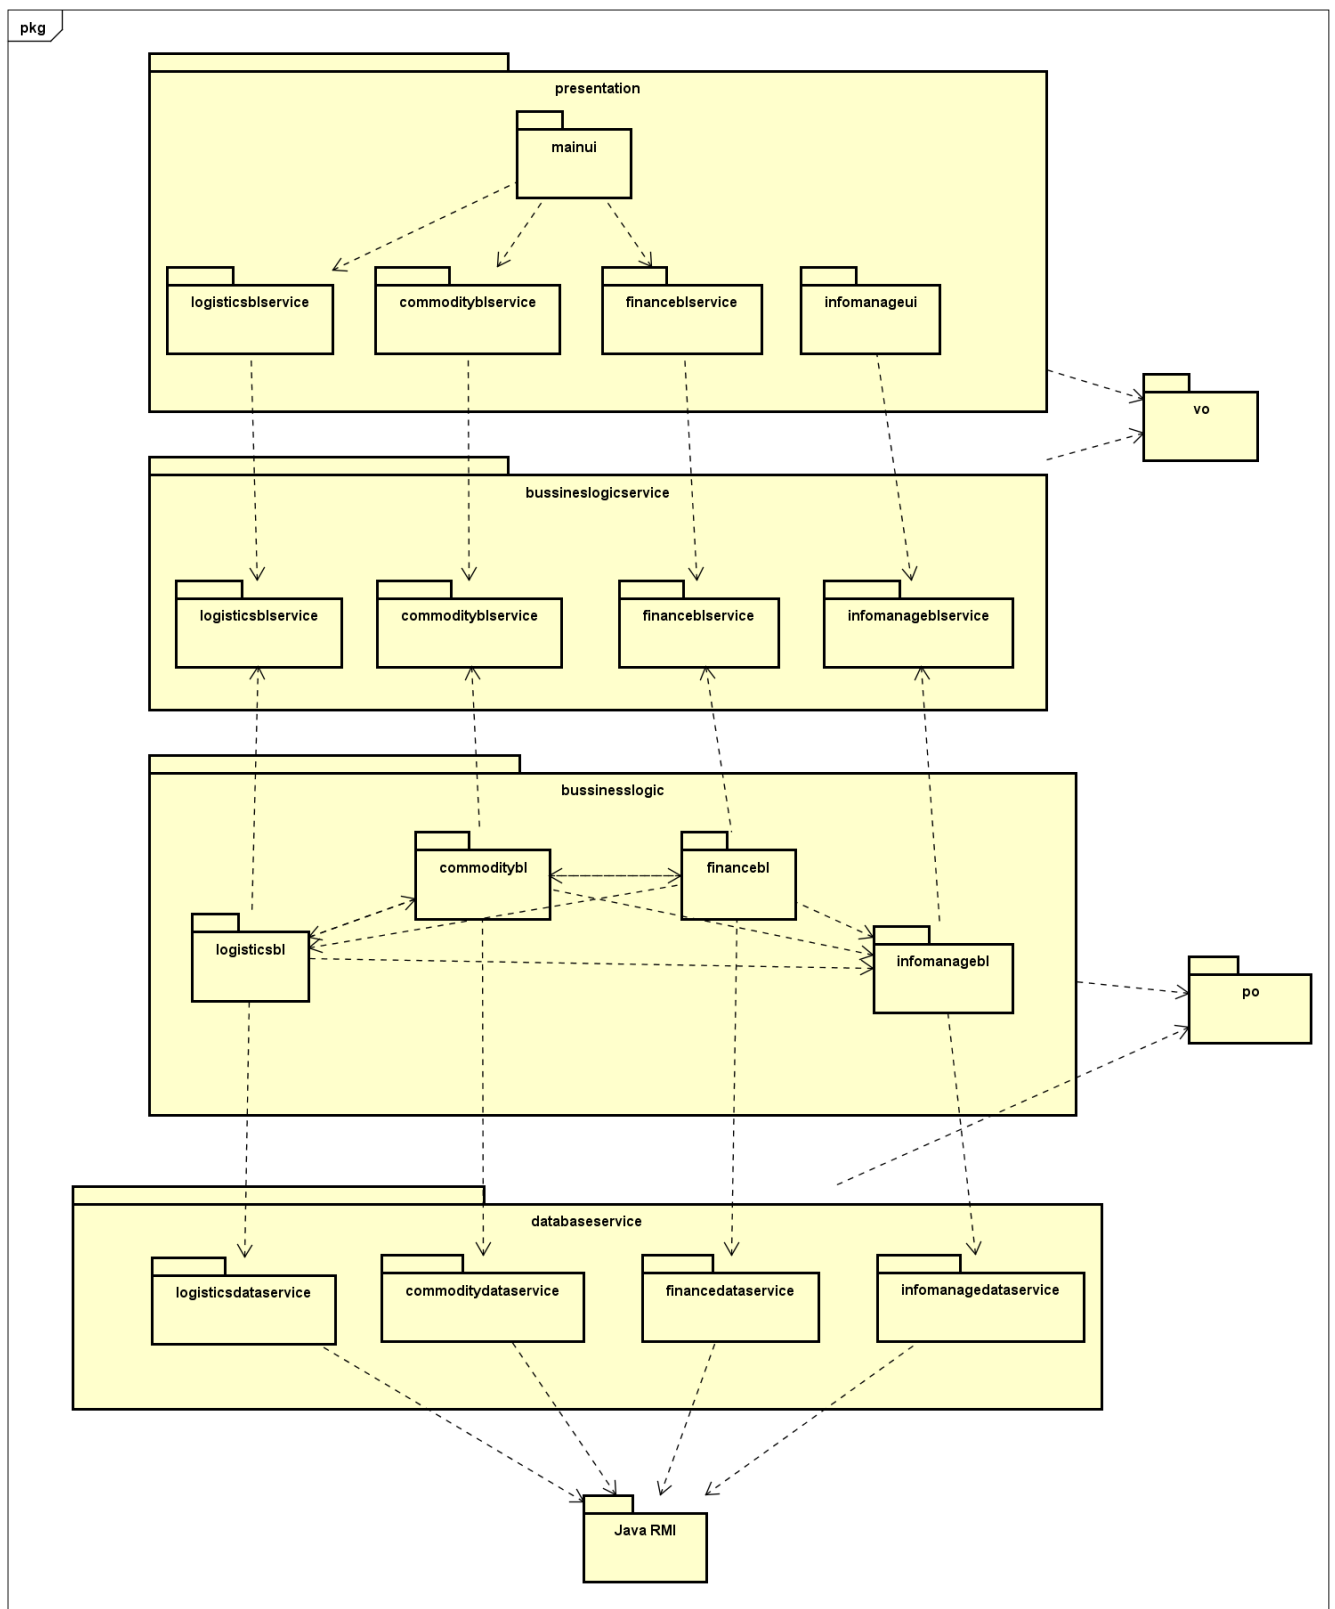 pkg
presentation
mainui
logisticsblservice
commodityblservice
financeblservice
infomanageui
vo
bussineslogicservice
logisticsblservice
commodityblservice
financeblservice
infomanageblservice
bussinesslogic
commoditybl
financebl
logisticsbl
infomanagebl
po
databaseservice
logisticsdataservice
commoditydataservice
financedataservice
infomanagedataservice
Java RMI